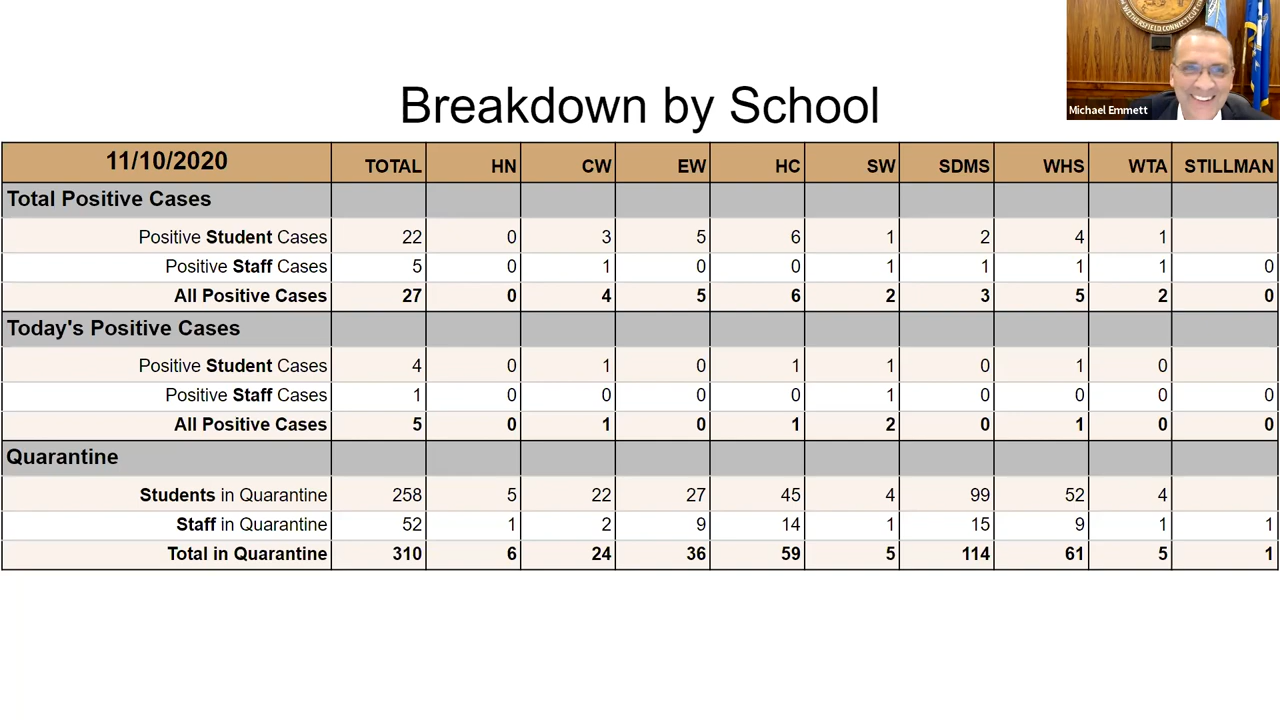 WETHERSFIELD CONNECTICUT
Michael Emmett
Breakdown by School
11/10/2020 TOTAL HN CW EW HC SW SDMS WHS WTA STILLMAN
Total Positive Cases
Positive Student Cases 22 0 3 5 6 1 2 4 1
Positive Staff Cases 5 0 1 0 0 1 1 1 1 0
All Positive Cases 27 0 4 5 6 2 3 5 2 0
Today's Positive Cases
Positive Student Cases 4 0 1 0 1 1 0 1 0
Positive Staff Cases 1 0 0 0 0 1 0 0 0 0
All Positive Cases 5 0 1 0 1 2 0 1 0 0
Quarantine
Students in Quarantine 258 5 22 27 45 4 99 52 4
Staff in Quarantine 52 1 2 9 14 1 15 9 1 1
Total in Quarantine 310 6 24 36 59 5 114 61 5 1